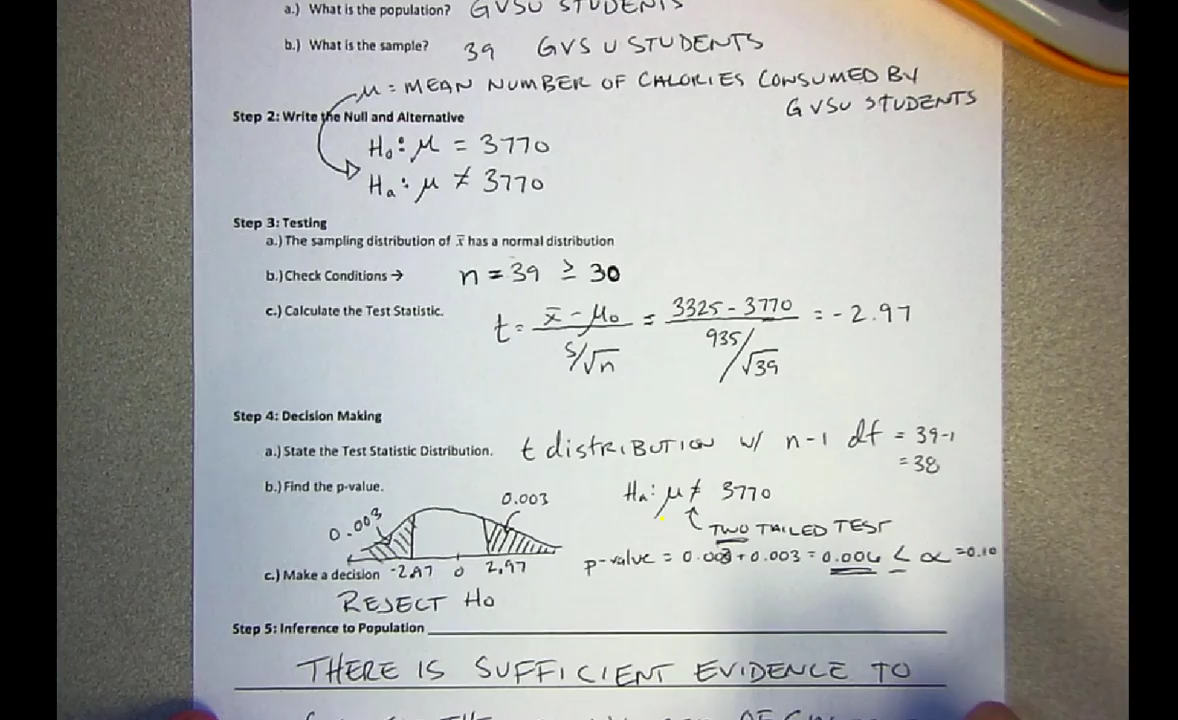 a.) What is the population? GVSU STUDENTS
b.) What is the sample? 39 GVSU STUDENTS
μ = MEAN NUMBER OF CALORIES CONSUMED BY
GVSU STUDENTS
Step 2: Write the Null and Alternative
H₀: μ = 3770
Hₐ: μ ≠ 3770
Step 3: Testing
a.) The sampling distribution of x̄ has a normal distribution
b.) Check Conditions → n = 39 ≥ 30
c.) Calculate the Test Statistic. t = (x̄ - μ₀)/(s/√n) = (3325 - 3770)/(935/√39) = -2.97
Step 4: Decision Making
a.) State the Test Statistic Distribution. t distRIBUTION w/ n-1 df = 39-1
= 38
b.) Find the p-value. Hₐ: μ ≠ 3770
0.003 0.003
TWO TAILED TEST
-2.97 0 2.97
p-value = 0.003 + 0.003 = 0.006 < α = 0.10
c.) Make a decision
REJECT H₀
Step 5: Inference to Population
THERE IS SUFFICIENT EVIDENCE TO